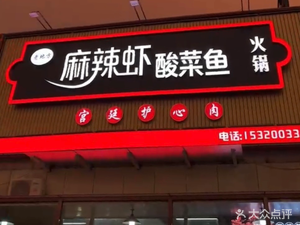 麻辣虾 酸菜鱼 火锅
宫廷护心肉
电话:15320033
大众点评